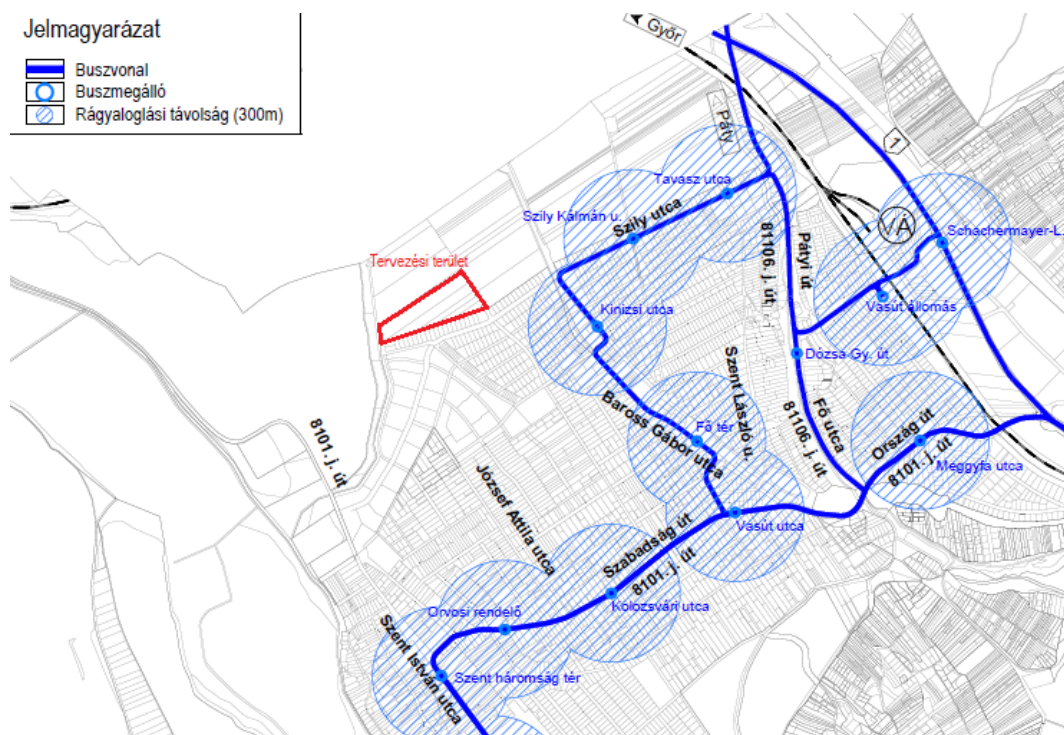 Jelmagyarázat
Buszvonal
Buszmegálló
Rágyaloglási távolság (300m)
Győr
Páty
1
Tavasz utca
Szily Kálmán u.
Szily utca
VÁ
Schachermayer-L.
Tervezési terület
81106. j. út
Pátyi út
Vasút állomás
Kinizsi utca
Dózsa Gy. út
Szent László u.
Baross Gábor utca
Fő tér
81106. j. út
Fő utca
Ország út
8101. j. út
Meggyfa utca
8101. j. út
József Attila utca
Vasút utca
Szabadság út
8101. j. út
Kolozsvári utca
Orvosi rendelő
Szent István utca
Szent háromság tér